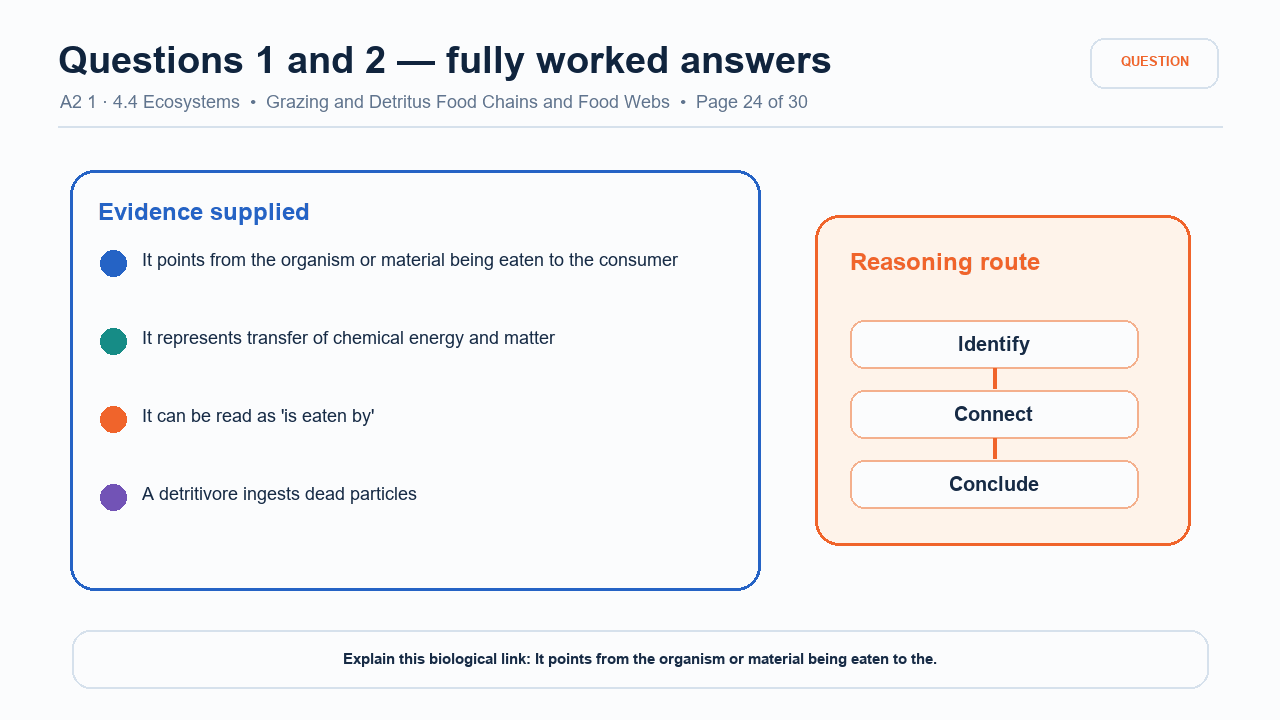 Questions 1 and 2 — fully worked answers
QUESTION
A2 1 · 4.4 Ecosystems • Grazing and Detritus Food Chains and Food Webs • Page 24 of 30
Evidence supplied
It points from the organism or material being eaten to the consumer
It represents transfer of chemical energy and matter
It can be read as 'is eaten by'
A detritivore ingests dead particles
Reasoning route
Identify
Connect
Conclude
Explain this biological link: It points from the organism or material being eaten to the.